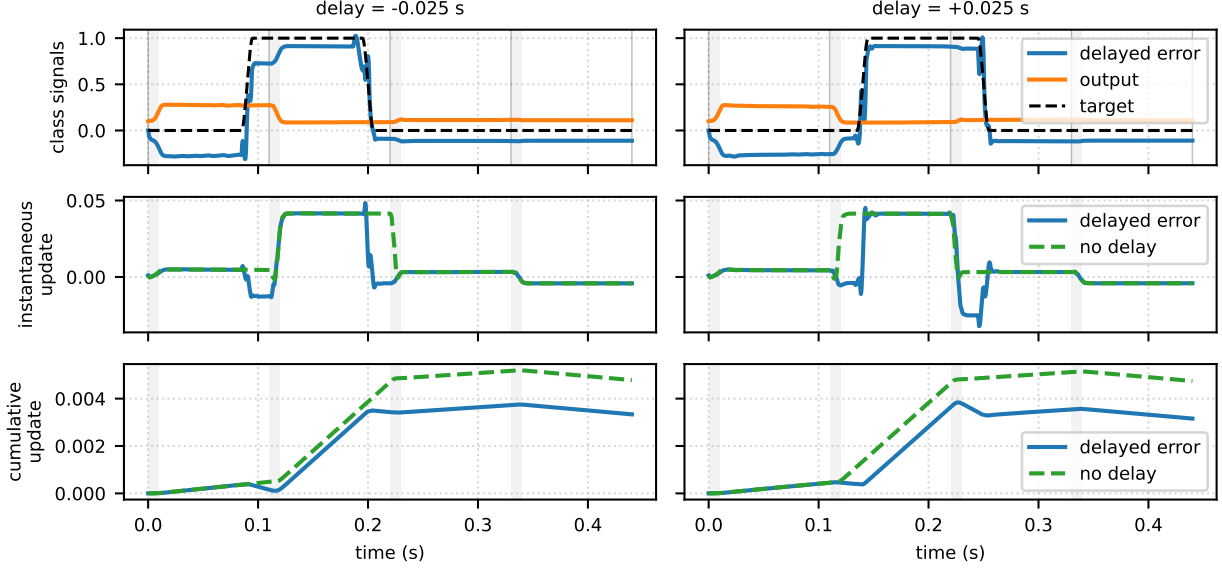 delay = -0.025 s
delay = +0.025 s
class signals
1.0
0.5
0.0
delayed error
output
target
instantaneous
update
0.05
0.00
delayed error
no delay
cumulative
update
0.004
0.002
0.000
delayed error
no delay
0.0 0.1 0.2 0.3 0.4
0.0 0.1 0.2 0.3 0.4
time (s)
time (s)